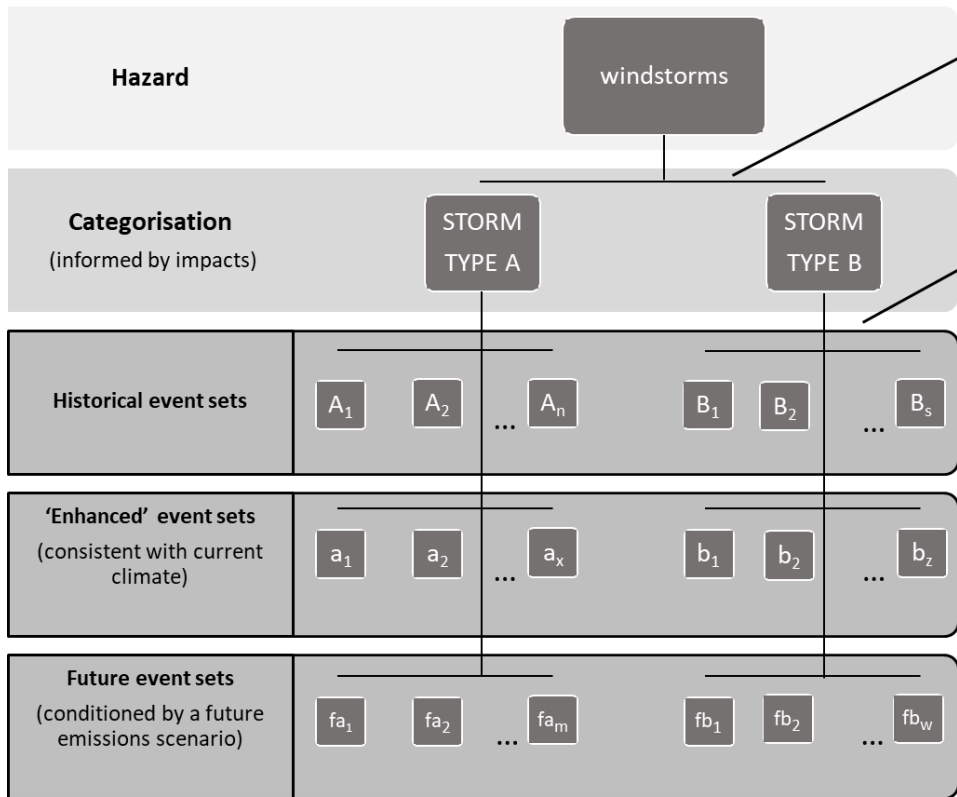 Hazard
windstorms
Categorisation
(informed by impacts)
STORM
TYPE A
STORM
TYPE B
Historical event sets
A₁ A₂ ... Aₙ B₁ B₂ ... Bₛ
‘Enhanced’ event sets
(consistent with current
climate)
a₁ a₂ ... aₓ b₁ b₂ ... b_z
Future event sets
(conditioned by a future
emissions scenario)
fa₁ fa₂ ... faₘ fb₁ fb₂ ... fb_w